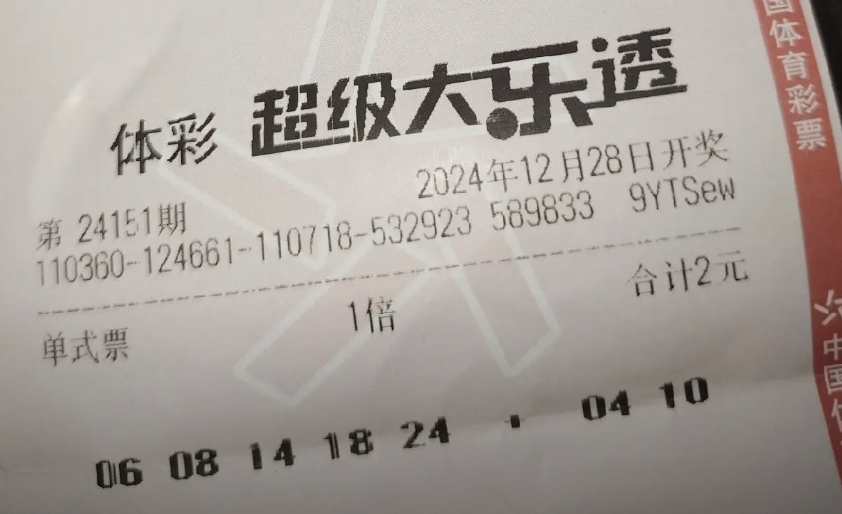 体彩 超级大乐透
第 24151期 2024年12月28日开奖
110360-124661-110718-532923 589833 9YTSew
单式票 1倍 合计2元
06 08 14 18 24 · 04 10
国体育彩票
中国体